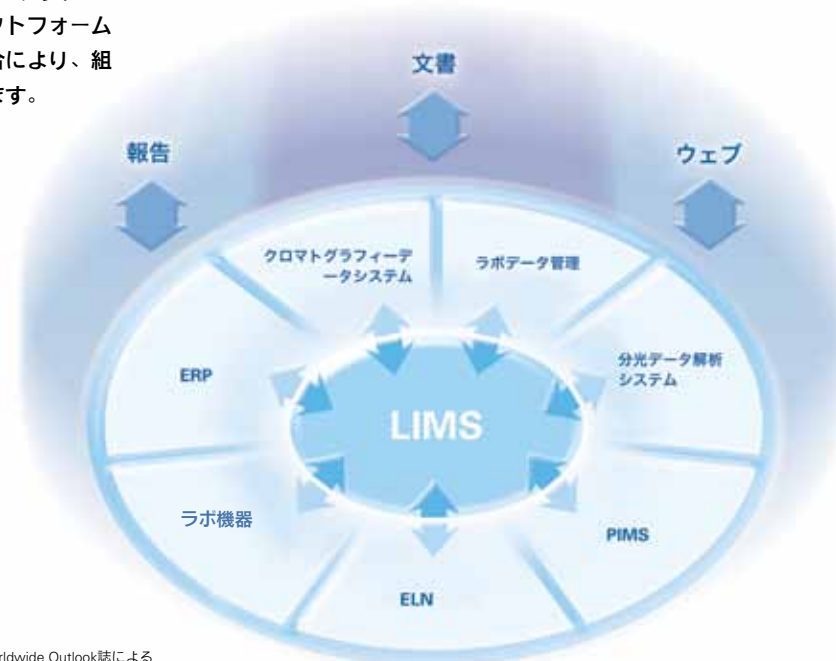 ウトフォーム
合により、組
ます。
文書
報告
ウェブ
クロマトグラフィーデ
ータシステム
ラボデータ管理
ERP
分光データ解析
システム
LIMS
ラボ機器
PIMS
ELN
rldwide Outlook誌による